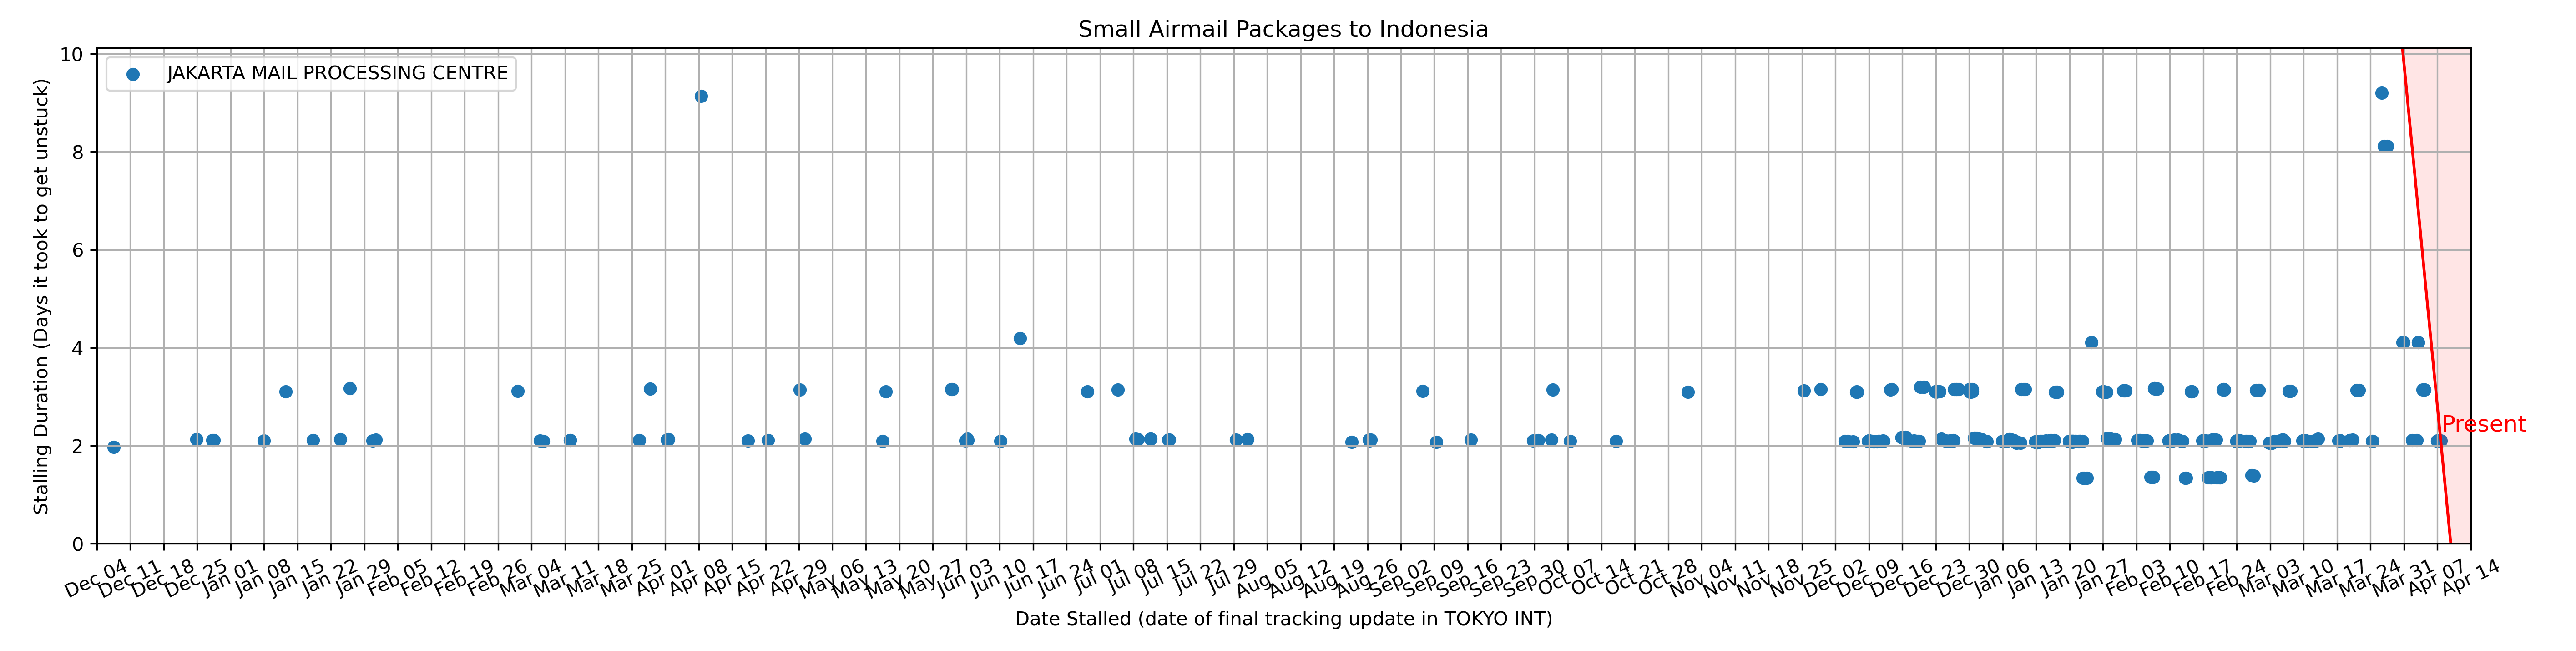 Small Airmail Packages to Indonesia
JAKARTA MAIL PROCESSING CENTRE
Stalling Duration (Days it took to get unstuck)
10
8
6
4
2
0
Present
Dec 04
Dec 11
Dec 18
Dec 25
Jan 01
Jan 08
Jan 15
Jan 22
Jan 29
Feb 05
Feb 12
Feb 19
Feb 26
Mar 04
Mar 11
Mar 18
Mar 25
Apr 01
Apr 08
Apr 15
Apr 22
Apr 29
May 06
May 13
May 20
May 27
Jun 03
Jun 10
Jun 17
Jun 24
Jul 01
Jul 08
Jul 15
Jul 22
Jul 29
Aug 05
Aug 12
Aug 19
Aug 26
Sep 02
Sep 09
Sep 16
Sep 23
Sep 30
Oct 07
Oct 14
Oct 21
Oct 28
Nov 04
Nov 11
Nov 18
Nov 25
Dec 02
Dec 09
Dec 16
Dec 23
Dec 30
Jan 06
Jan 13
Jan 20
Jan 27
Feb 03
Feb 10
Feb 17
Feb 24
Mar 03
Mar 10
Mar 17
Mar 24
Mar 31
Apr 07
Apr 14
Date Stalled (date of final tracking update in TOKYO INT)